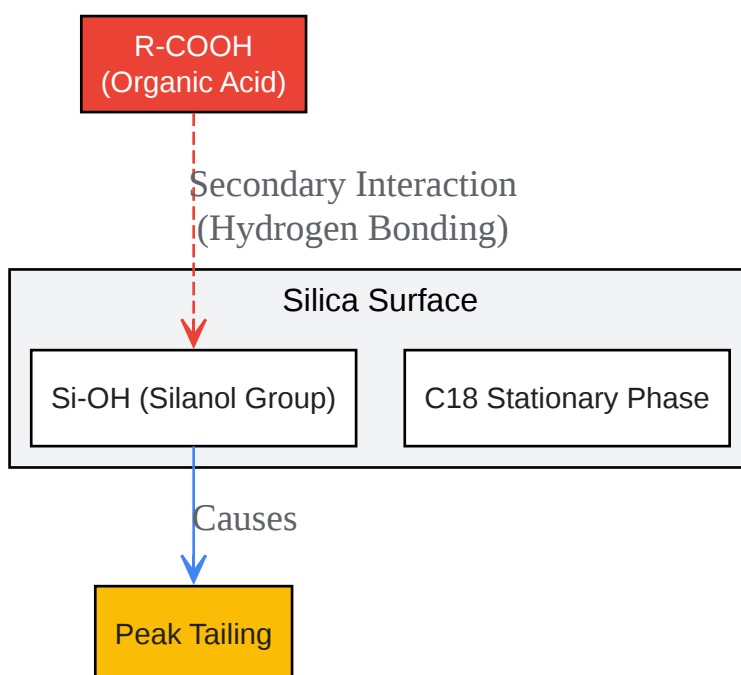 R-COOH
(Organic Acid)
Secondary Interaction
(Hydrogen Bonding)
Silica Surface
Si-OH (Silanol Group)
C18 Stationary Phase
Causes
Peak Tailing